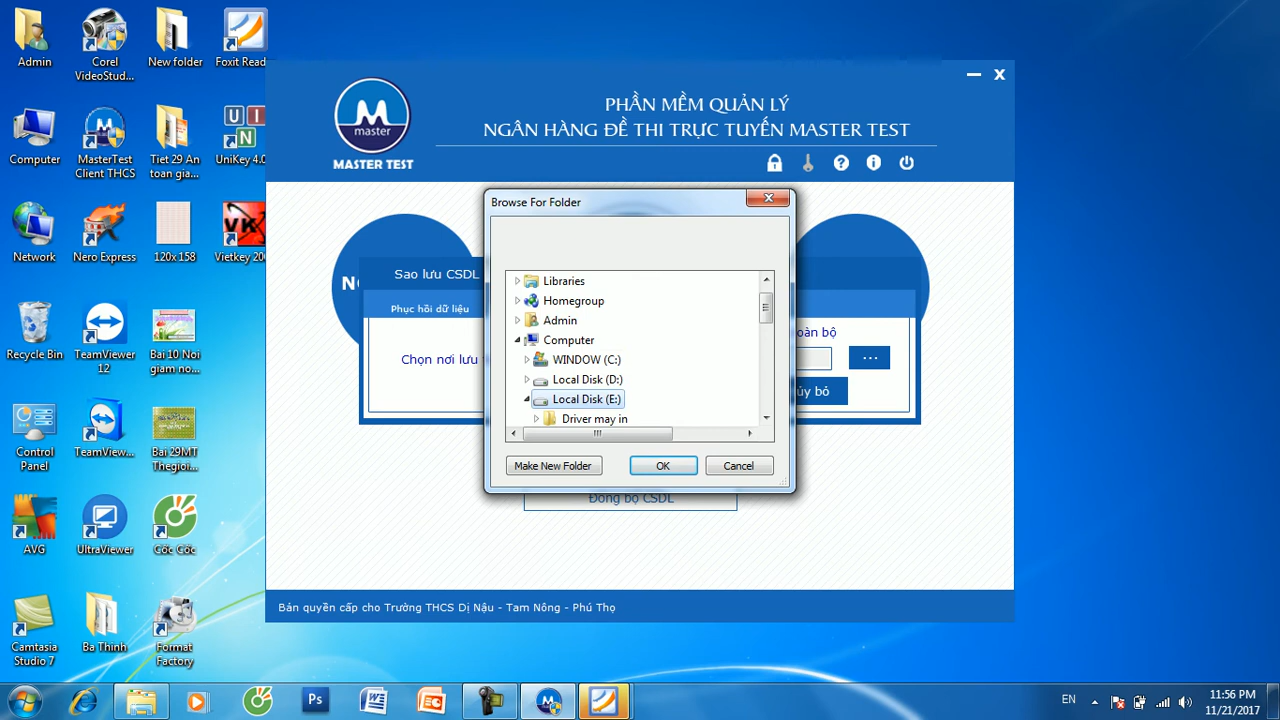 Admin
Corel VideoStud...
New folder
Foxit Read
Computer
MasterTest Client THCS
Tiet 29 An toan gia...
UniKey 4.0
Network
Nero Express
120x 158
Vietkey 200
Recycle Bin
TeamViewer 12
Bai 10 Noi giam no...
Control Panel
TeamView...
Bai 29MT Thegioi...
AVG
UltraViewer
Cốc Cốc
Camtasia Studio 7
Ba Thinh
Format Factory
master
MASTER TEST
PHẦN MỀM QUẢN LÝ
NGÂN HÀNG ĐỀ THI TRỰC TUYẾN MASTER TEST
Sao lưu CSDL
Phục hồi dữ liệu
Chọn nơi lưu
oàn bộ
...
ủy bỏ
Browse For Folder
Libraries
Homegroup
Admin
Computer
WINDOW (C:)
Local Disk (D:)
Local Disk (E:)
Driver may in
Make New Folder
OK
Cancel
Đồng bộ CSDL
Bản quyền cấp cho Trường THCS Dị Nậu - Tam Nông - Phú Thọ
Ps
EN
11:56 PM
11/21/2017